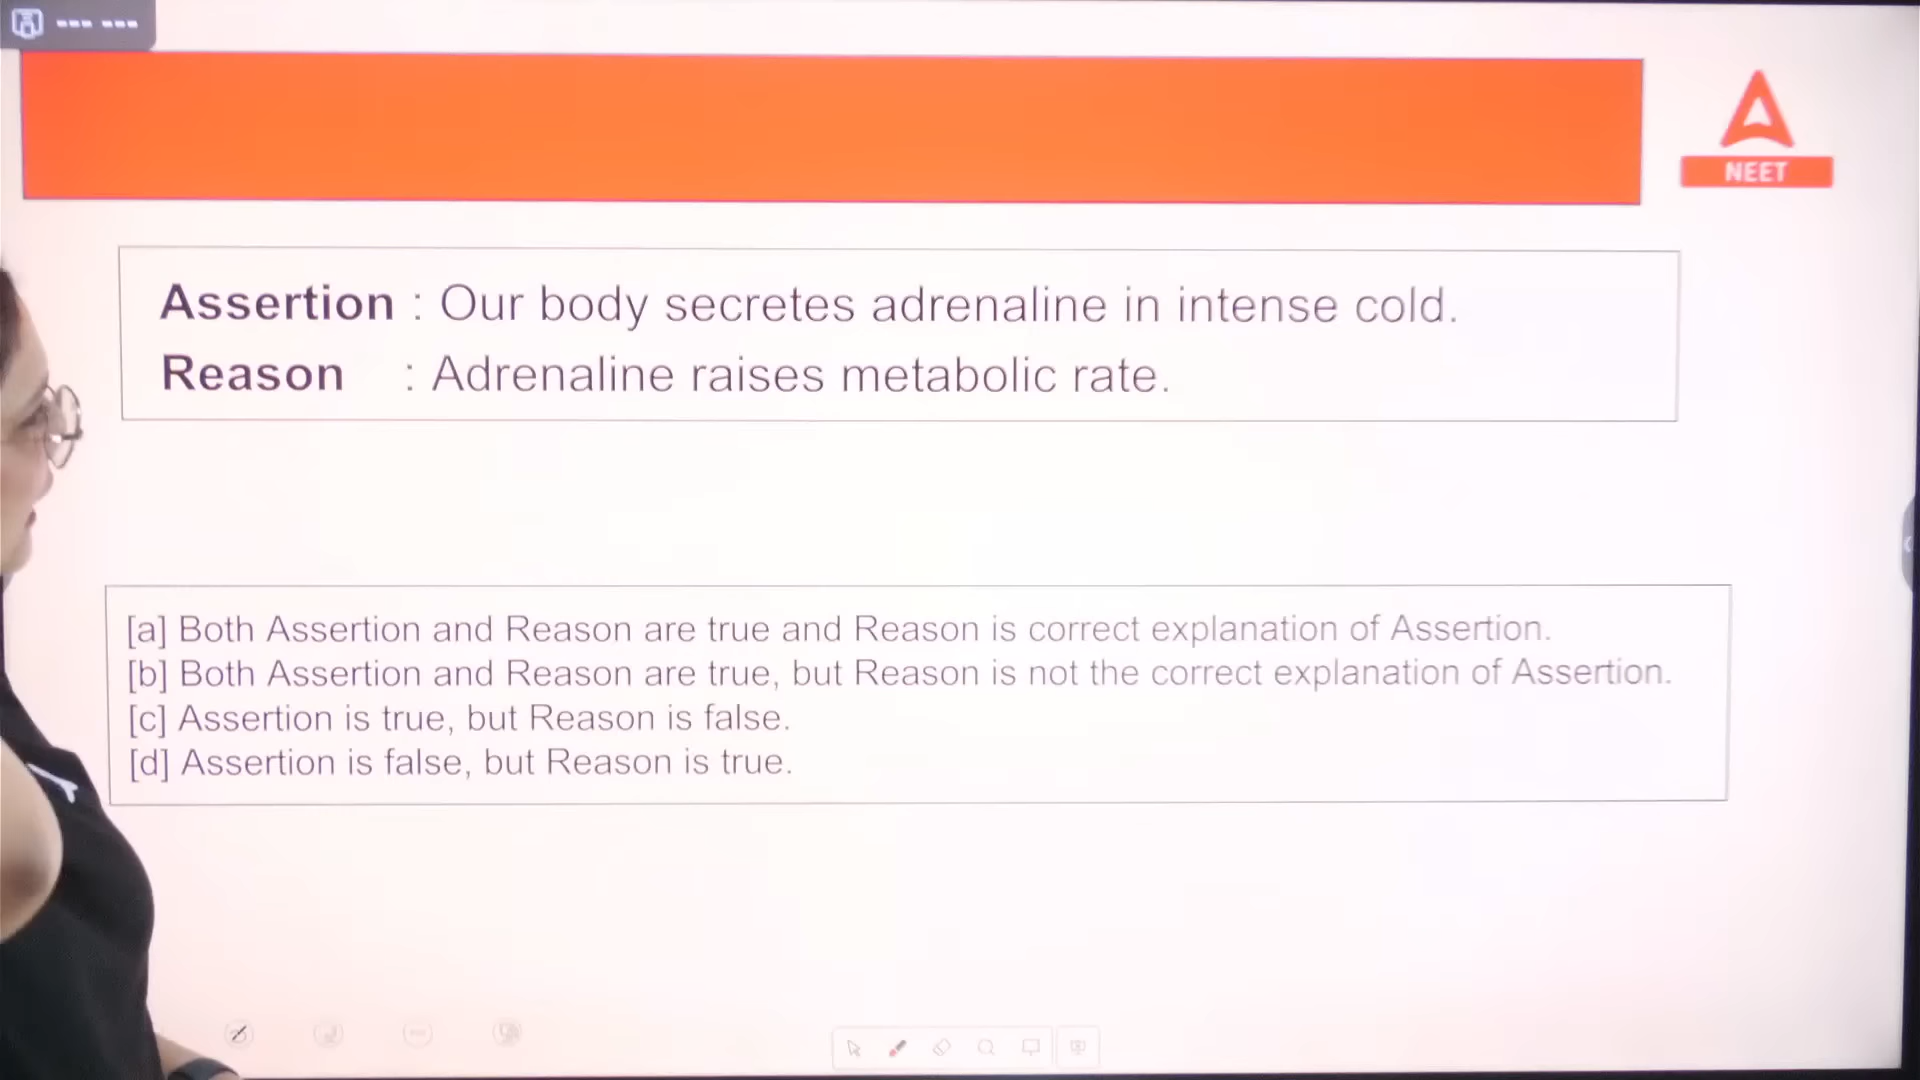 NEET
Assertion : Our body secretes adrenaline in intense cold.
Reason : Adrenaline raises metabolic rate.
[a] Both Assertion and Reason are true and Reason is correct explanation of Assertion.
[b] Both Assertion and Reason are true, but Reason is not the correct explanation of Assertion.
[c] Assertion is true, but Reason is false.
[d] Assertion is false, but Reason is true.